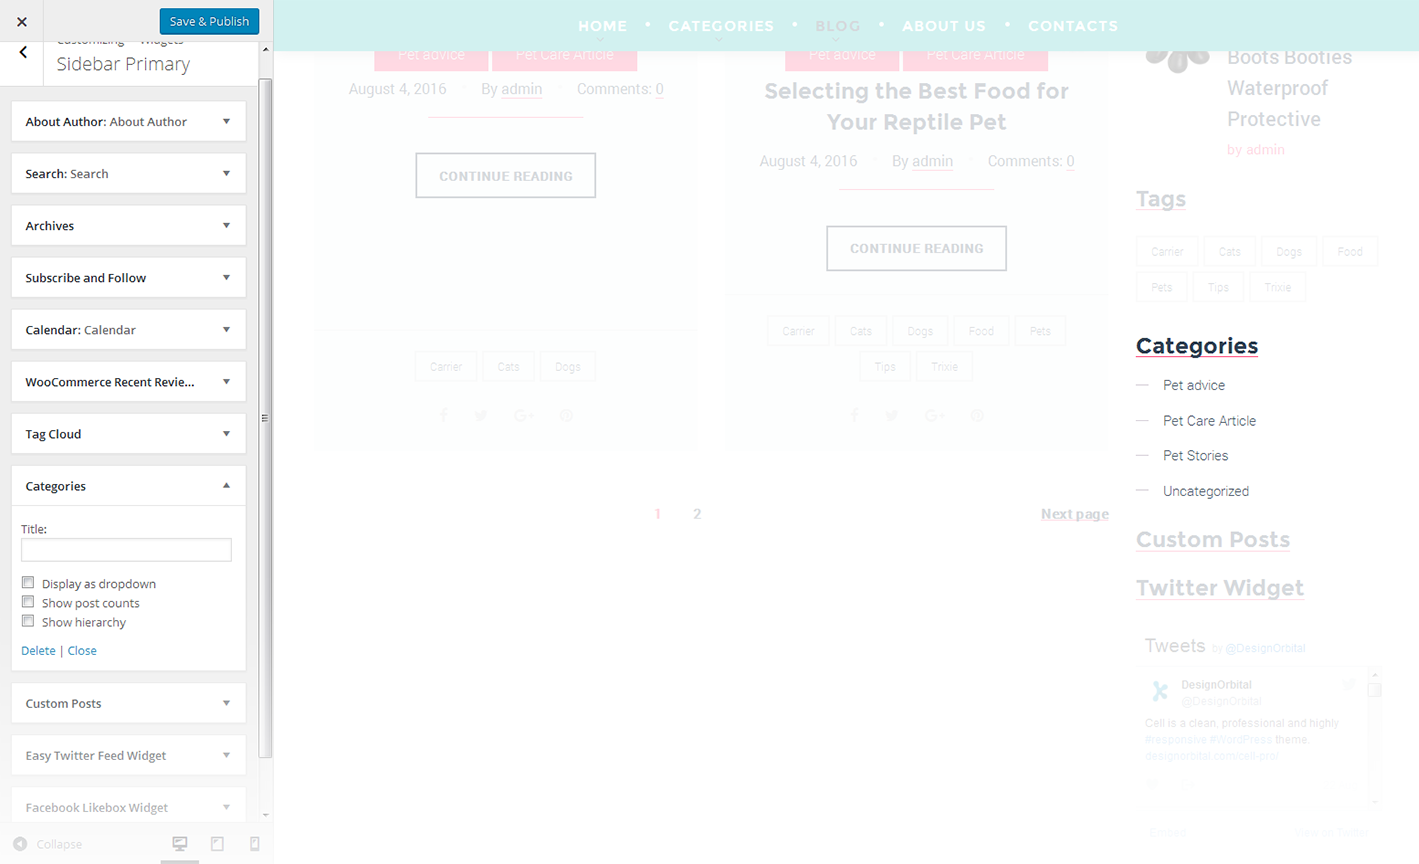 Save & Publish
Customizing Widgets
Sidebar Primary
About Author: About Author
Search: Search
Archives
Subscribe and Follow
Calendar: Calendar
WooCommerce Recent Revie...
Tag Cloud
Categories
Title:
Display as dropdown
Show post counts
Show hierarchy
Delete | Close
Custom Posts
Easy Twitter Feed Widget
Facebook Likebox Widget
Collapse
HOME • CATEGORIES • BLOG • ABOUT US • CONTACTS
Pet advice Pet Care Article
August 4, 2016 By admin Comments: 0
CONTINUE READING
Carrier Cats Dogs
Pet advice Pet Care Article
Selecting the Best Food for
Your Reptile Pet
August 4, 2016 By admin Comments: 0
CONTINUE READING
Carrier Cats Dogs Food Pets
Tips Trixie
1 2 Next page
Boots Booties
Waterproof
Protective
by admin
Tags
Carrier Cats Dogs Food
Pets Tips Trixie
Categories
Pet advice
Pet Care Article
Pet Stories
Uncategorized
Custom Posts
Twitter Widget
Tweets by @DesignOrbital
DesignOrbital
@DesignOrbital
Cell is a clean, professional and highly
#responsive #WordPress theme.
designorbital.com/cell-pro/